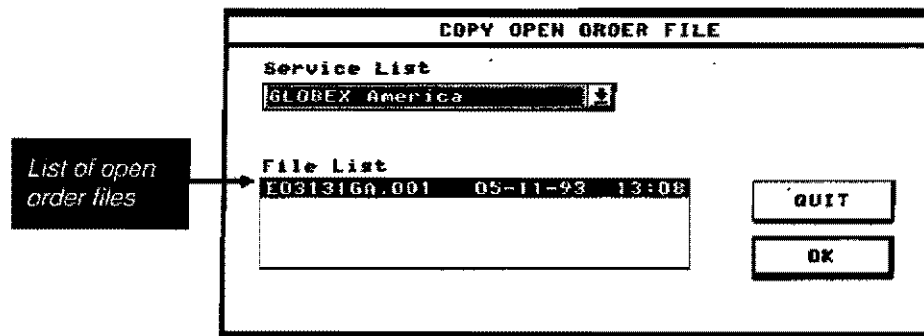 COPY OPEN ORDER FILE
Service List
GLOBEX America
List of open
order files
File List
E03131GA.001 05-11-93 13:08
QUIT
OK